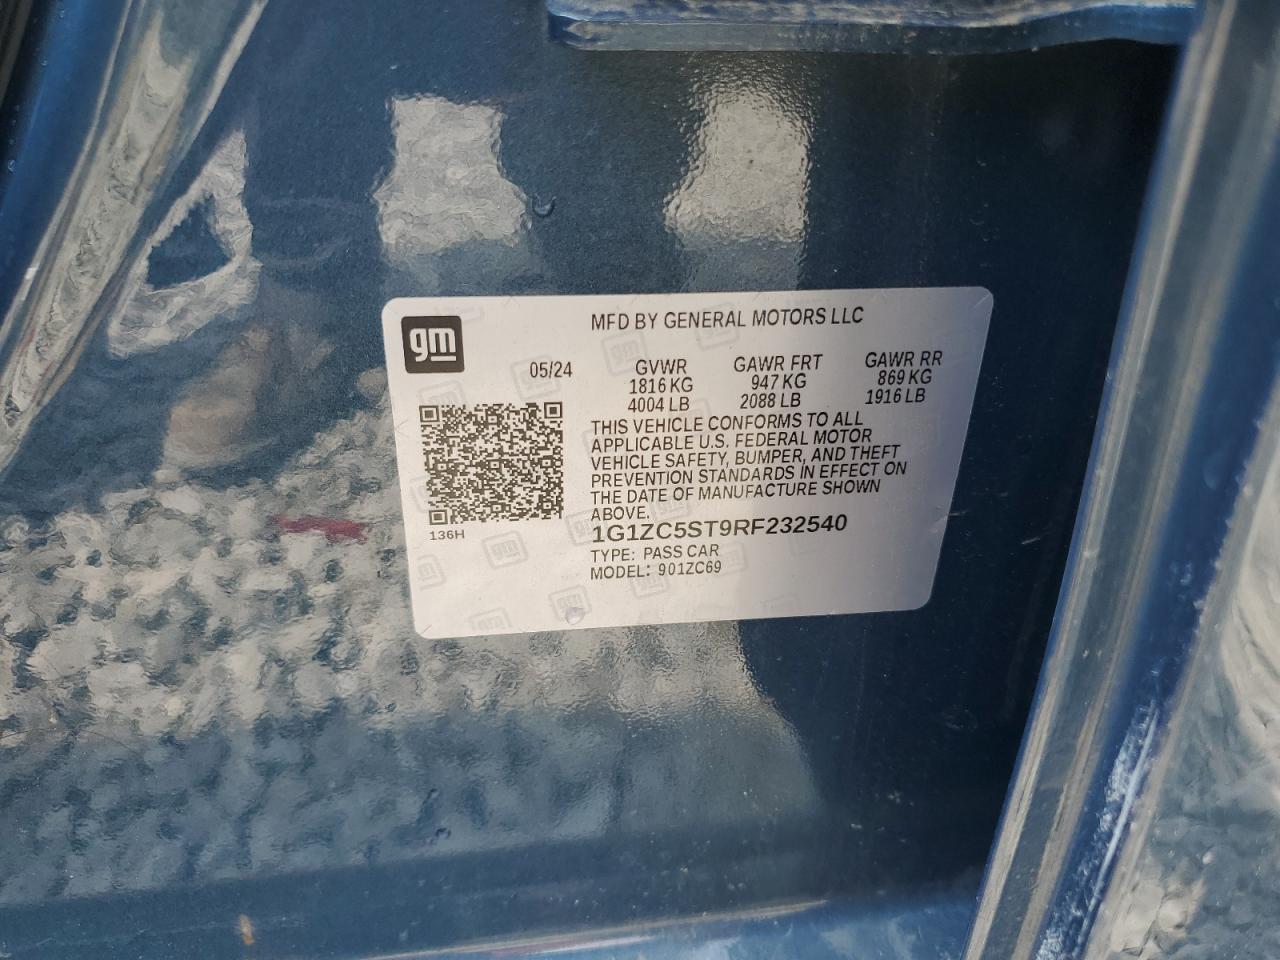 gm
MFD BY GENERAL MOTORS LLC
05/24 GVWR GAWR FRT GAWR RR
1816 KG 947 KG 869 KG
4004 LB 2088 LB 1916 LB
THIS VEHICLE CONFORMS TO ALL
APPLICABLE U.S. FEDERAL MOTOR
VEHICLE SAFETY, BUMPER, AND THEFT
PREVENTION STANDARDS IN EFFECT ON
THE DATE OF MANUFACTURE SHOWN
ABOVE.
136H
1G1ZC5ST9RF232540
TYPE: PASS CAR
MODEL: 901ZC69